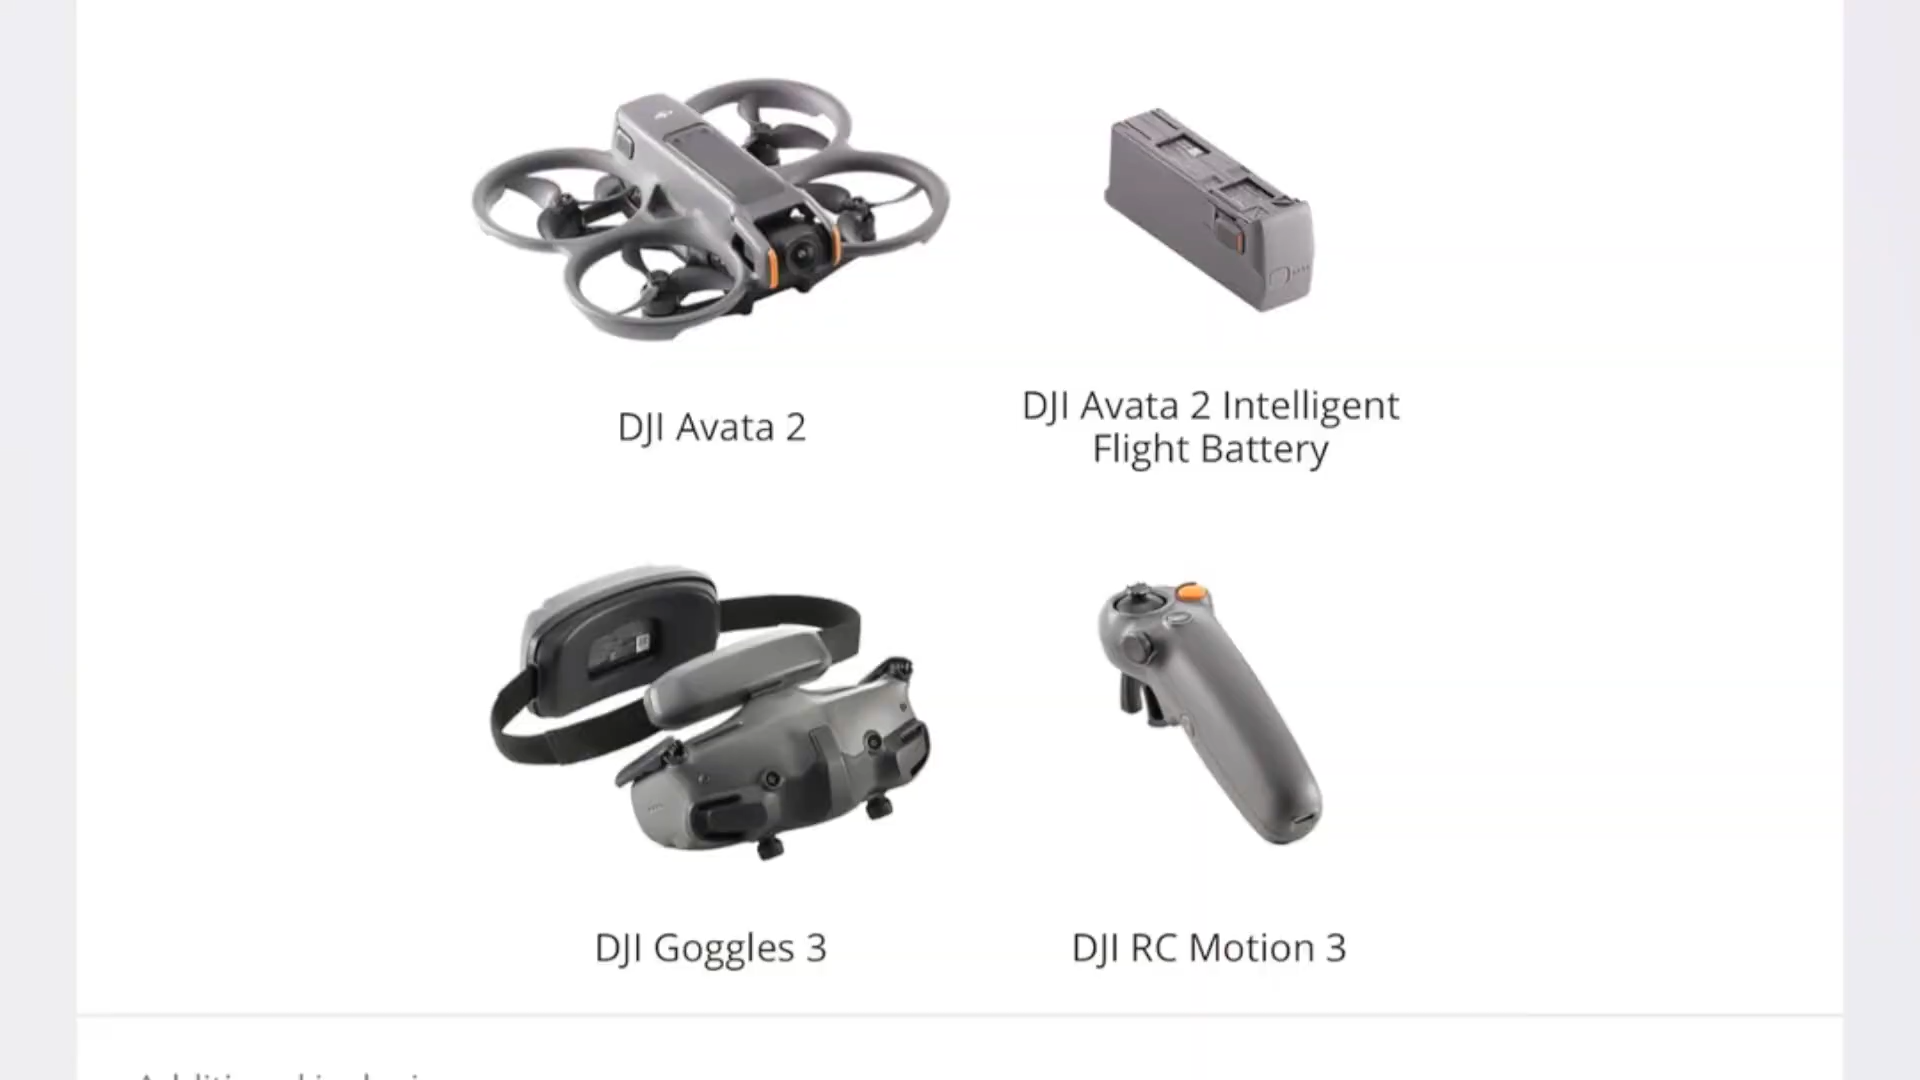 DJI Avata 2
DJI Avata 2 Intelligent
Flight Battery
DJI Goggles 3
DJI RC Motion 3